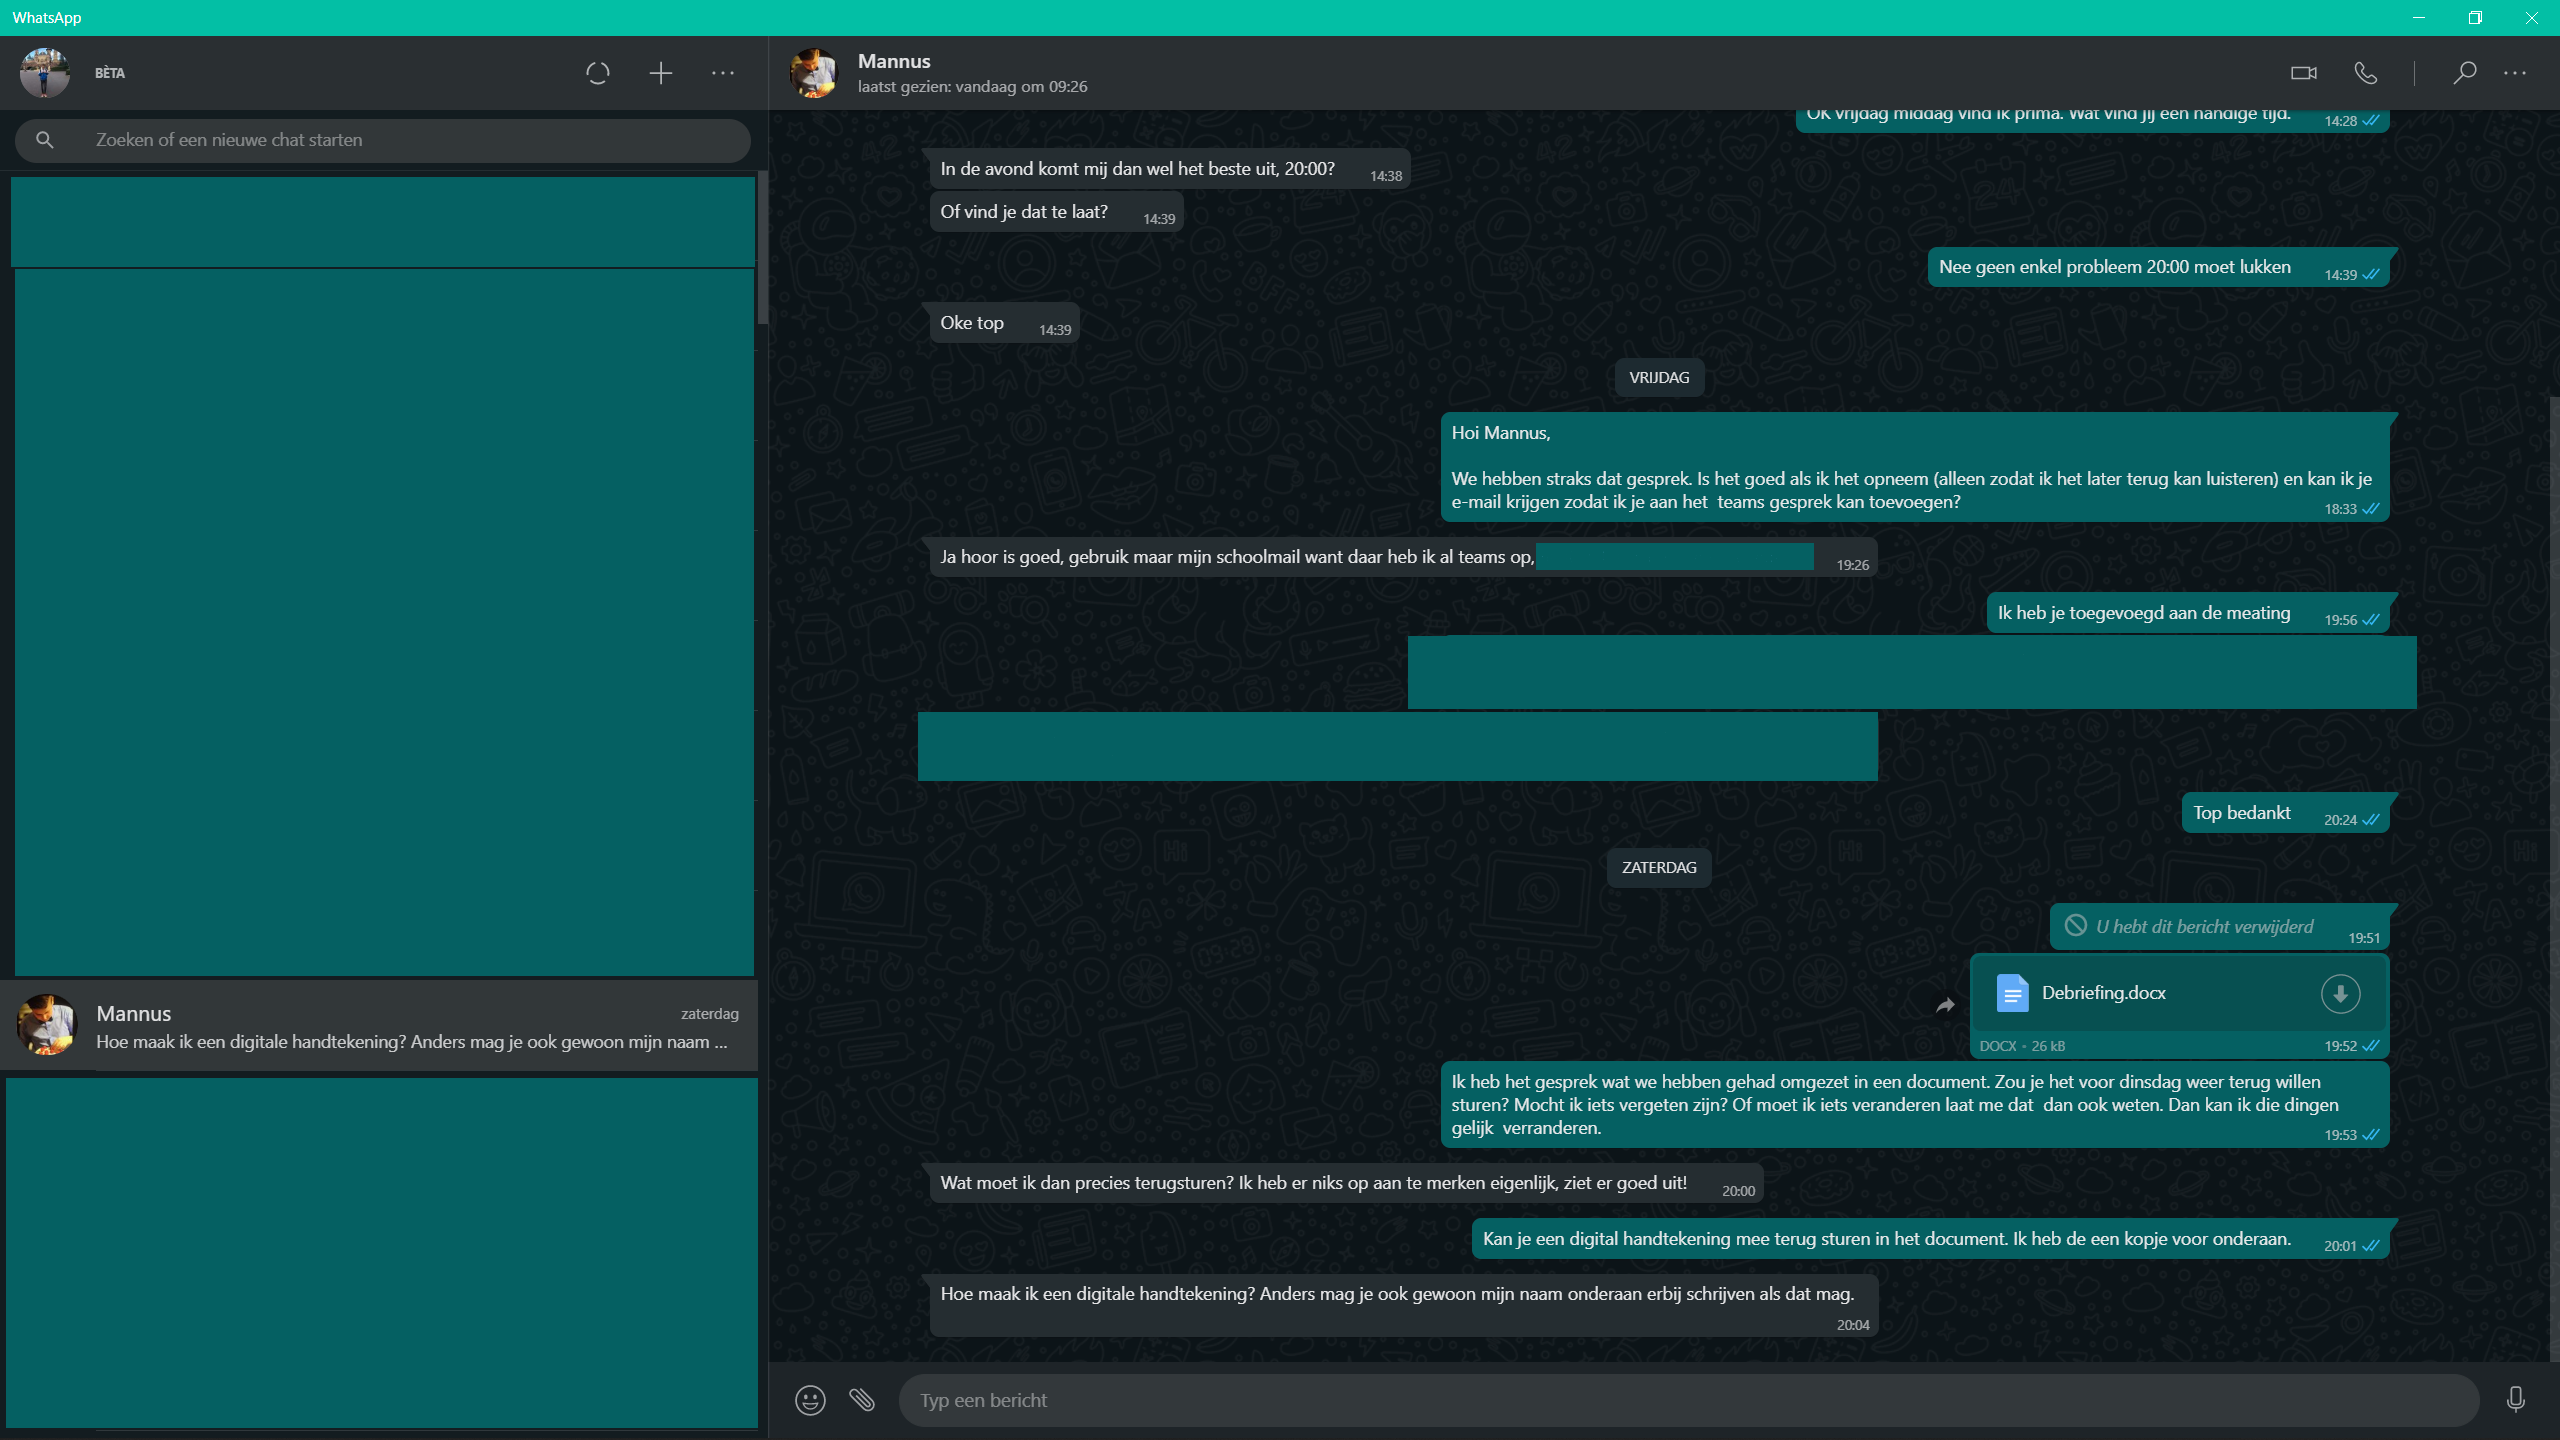 WhatsApp
BÈTA
Zoeken of een nieuwe chat starten
Mannus
zaterdag
Hoe maak ik een digitale handtekening? Anders mag je ook gewoon mijn naam ...
Mannus
laatst gezien: vandaag om 09:26
OK vrijdag middag vind ik prima. Wat vind jij een handige tijd.
14:28
In de avond komt mij dan wel het beste uit, 20:00?
14:38
Of vind je dat te laat?
14:39
Nee geen enkel probleem 20:00 moet lukken
14:39
Oke top
14:39
VRIJDAG
Hoi Mannus,
We hebben straks dat gesprek. Is het goed als ik het opneem (alleen zodat ik het later terug kan luisteren) en kan ik je
e-mail krijgen zodat ik je aan het  teams gesprek kan toevoegen?
18:33
Ja hoor is goed, gebruik maar mijn schoolmail want daar heb ik al teams op,
19:26
Ik heb je toegevoegd aan de meating
19:56
Top bedankt
20:24
ZATERDAG
U hebt dit bericht verwijderd
19:51
Debriefing.docx
DOCX • 26 kB
19:52
Ik heb het gesprek wat we hebben gehad omgezet in een document. Zou je het voor dinsdag weer terug willen
sturen? Mocht ik iets vergeten zijn? Of moet ik iets veranderen laat me dat  dan ook weten. Dan kan ik die dingen
gelijk  verranderen.
19:53
Wat moet ik dan precies terugsturen? Ik heb er niks op aan te merken eigenlijk, ziet er goed uit!
20:00
Kan je een digital handtekening mee terug sturen in het document. Ik heb de een kopje voor onderaan.
20:01
Hoe maak ik een digitale handtekening? Anders mag je ook gewoon mijn naam onderaan erbij schrijven als dat mag.
20:04
Typ een bericht